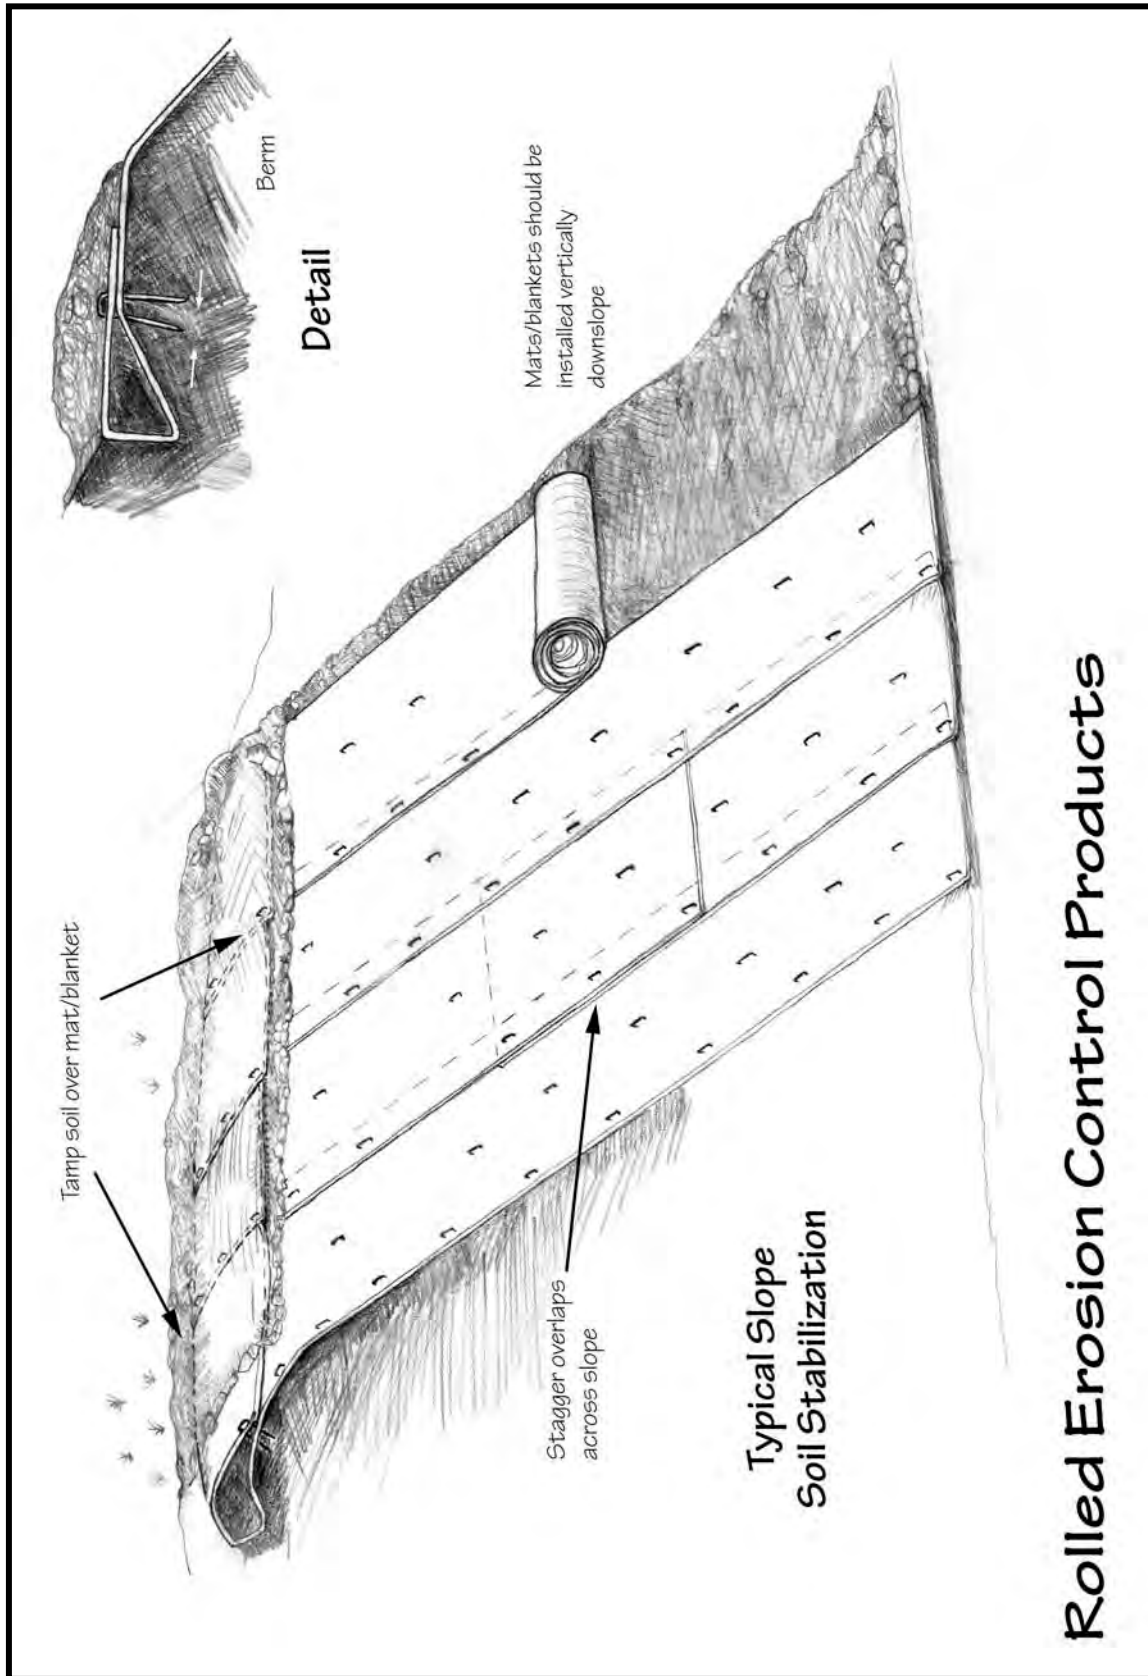 Tamp soil over mat/blanket
Berm
Detail
Mats/blankets should be
installed vertically
downslope
Stagger overlaps
across slope
Typical Slope
Soil Stabilization
Rolled Erosion Control Products